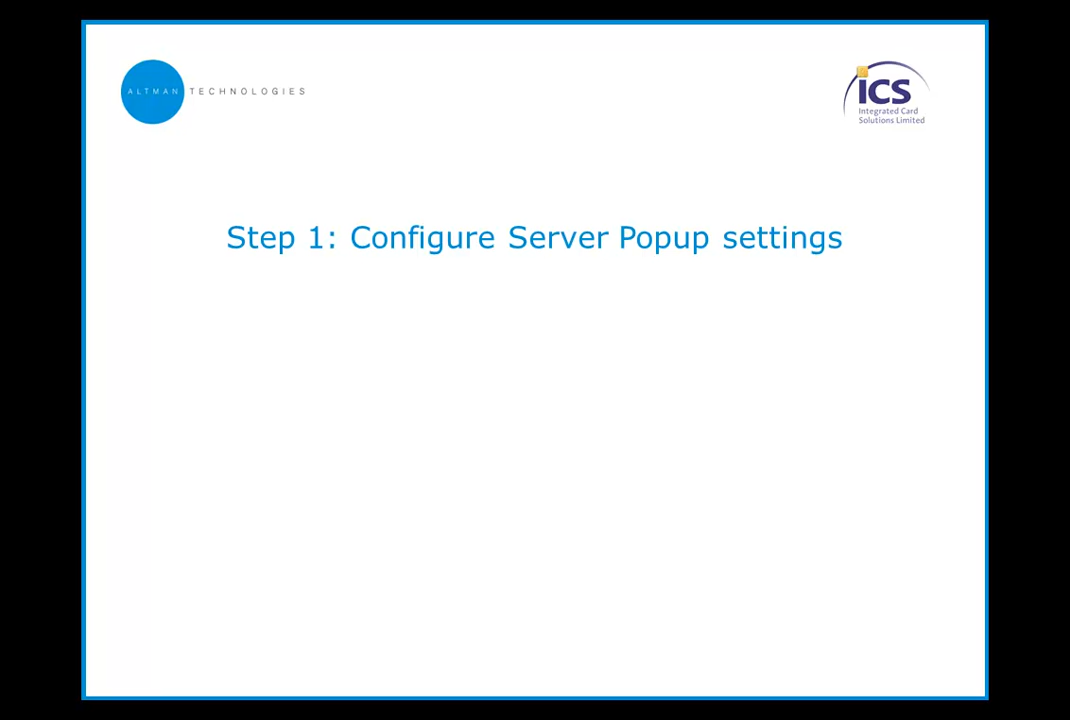 ALTMAN TECHNOLOGIES
ics
Integrated Card
Solutions Limited
Step 1: Configure Server Popup settings